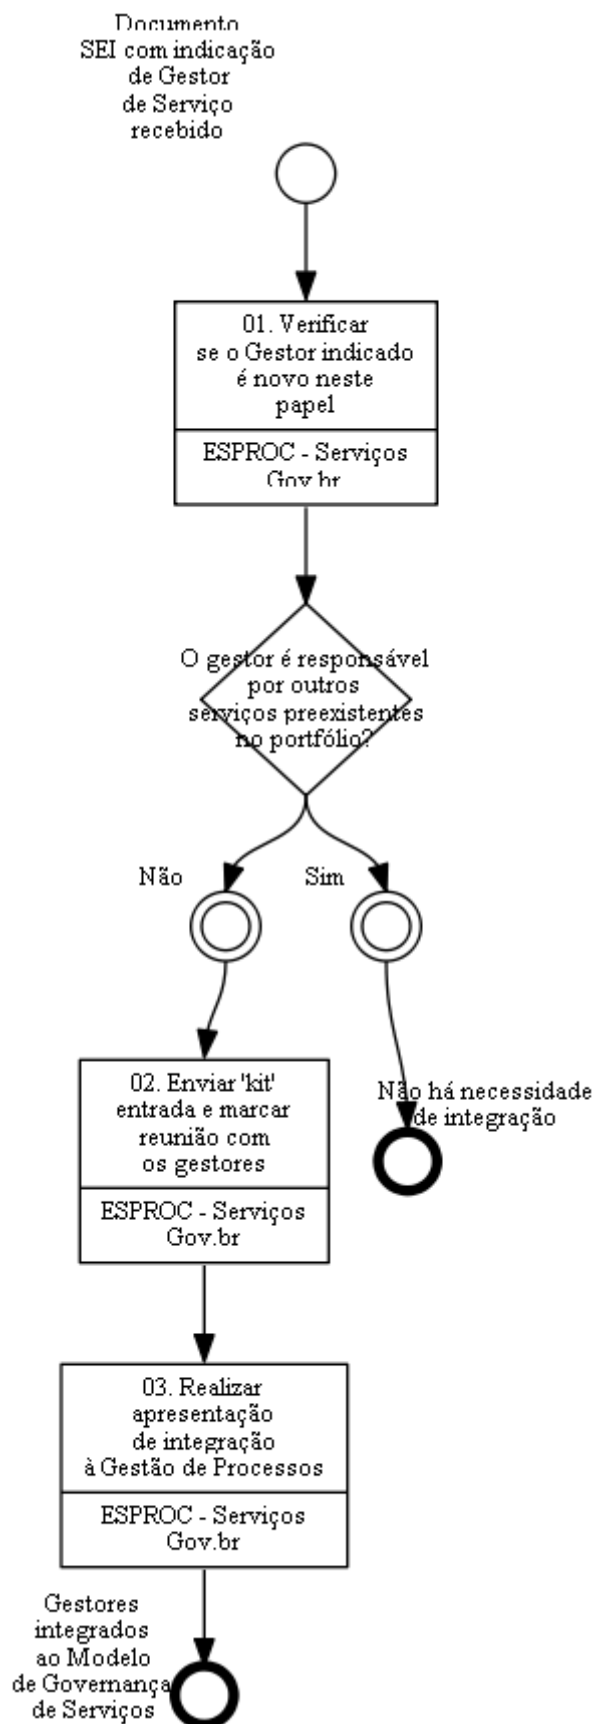 Documento
SEI com indicação
de Gestor
de Serviço
recebido
01. Verificar
se o Gestor indicado
é novo neste
papel
ESPROC - Serviços
Gov.br
O gestor é responsável
por outros
serviços preexistentes
no portfólio?
Não
Sim
02. Enviar 'kit'
entrada e marcar
reunião com
os gestores
ESPROC - Serviços
Gov.br
Não há necessidade
de integração
03. Realizar
apresentação
de integração
à Gestão de Processos
ESPROC - Serviços
Gov.br
Gestores
integrados
ao Modelo
de Governança
de Serviços